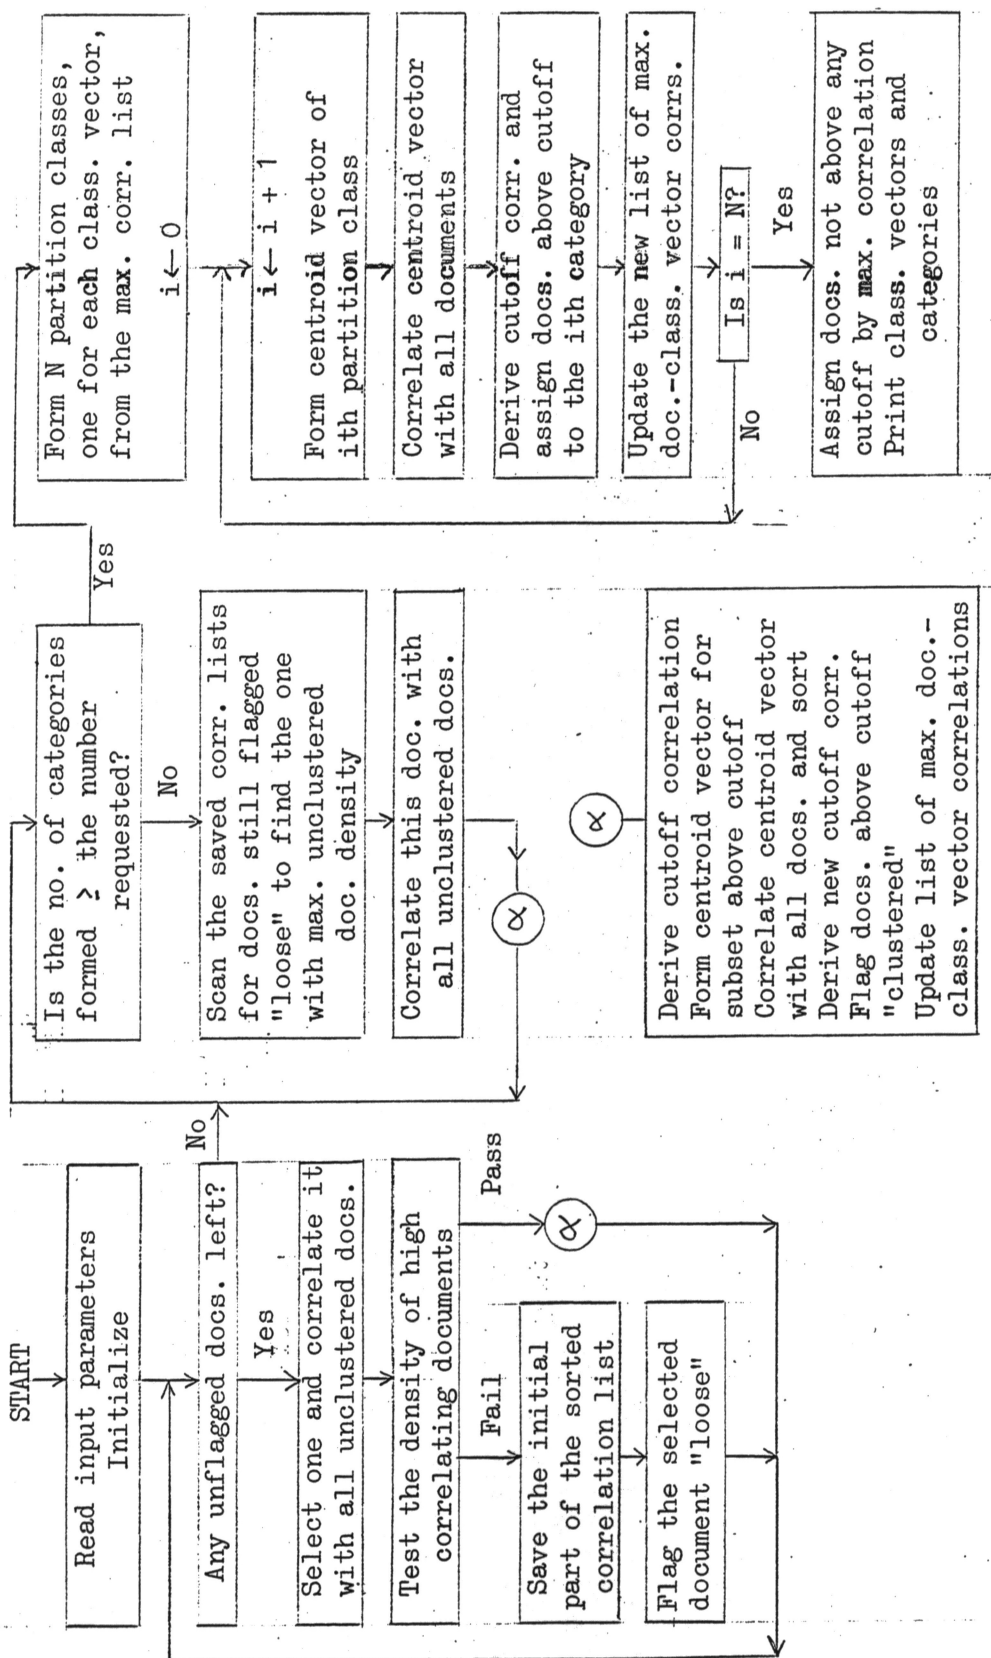 START
Read input parameters
Initialize
Any unflagged docs. left?
No
Yes
Select one and correlate it
with all unclustered docs.
Test the density of high
correlating documents
Fail
Pass
Save the initial
part of the sorted
correlation list
Flag the selected
document "loose"
α
Is the no. of categories
formed ≥ the number
requested?
Yes
No
Scan the saved corr. lists
for docs. still flagged
"loose" to find the one
with max. unclustered
doc. density
Correlate this doc. with
all unclustered docs.
α
α
Derive cutoff correlation
Form centroid vector for
subset above cutoff
Correlate centroid vector
with all docs. and sort
Derive new cutoff corr.
Flag docs. above cutoff
"clustered"
Update list of max. doc.-
class. vector correlations
Form N partition classes,
one for each class. vector,
from the max. corr. list
i ← 0
i ← i + 1
Form centroid vector of
ith partition class
Correlate centroid vector
with all documents
Derive cutoff corr. and
assign docs. above cutoff
to the ith category
Update the new list of max.
doc.-class. vector corrs.
Is i = N?
No
Yes
Assign docs. not above any
cutoff by max. correlation
Print class. vectors and
categories